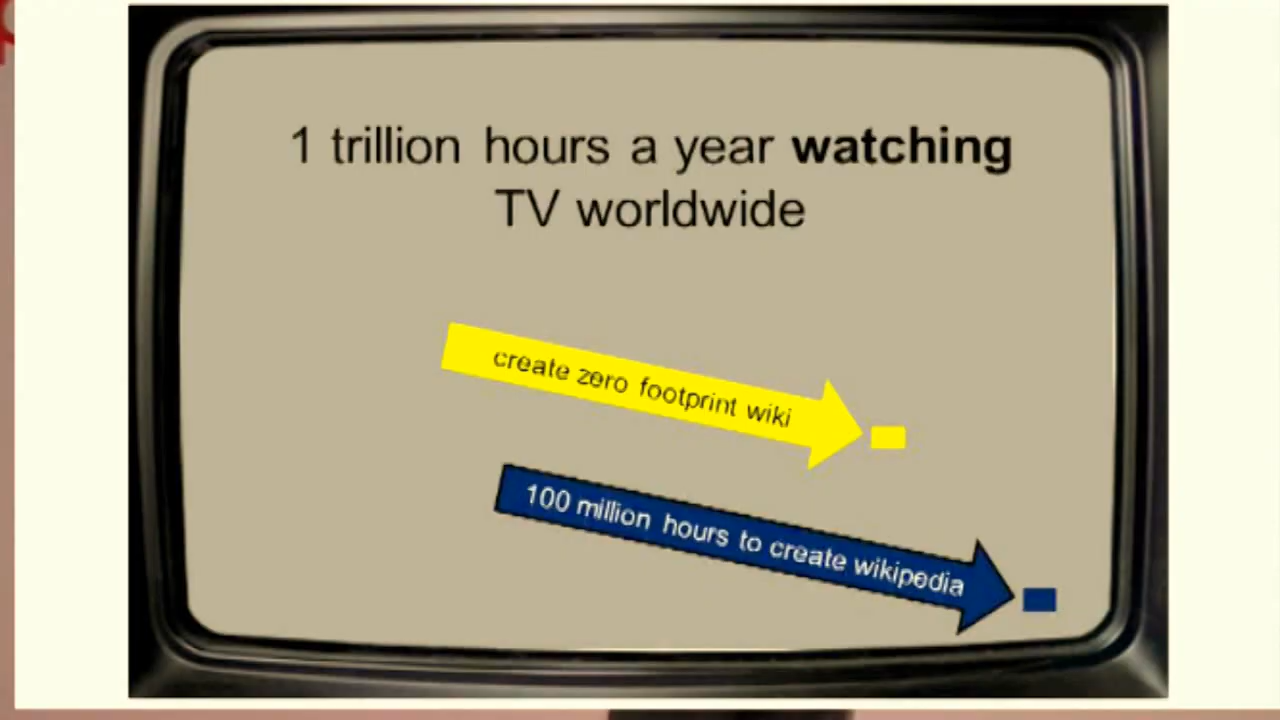 1 trillion hours a year watching
TV worldwide
create zero footprint wiki
100 million hours to create wikipedia